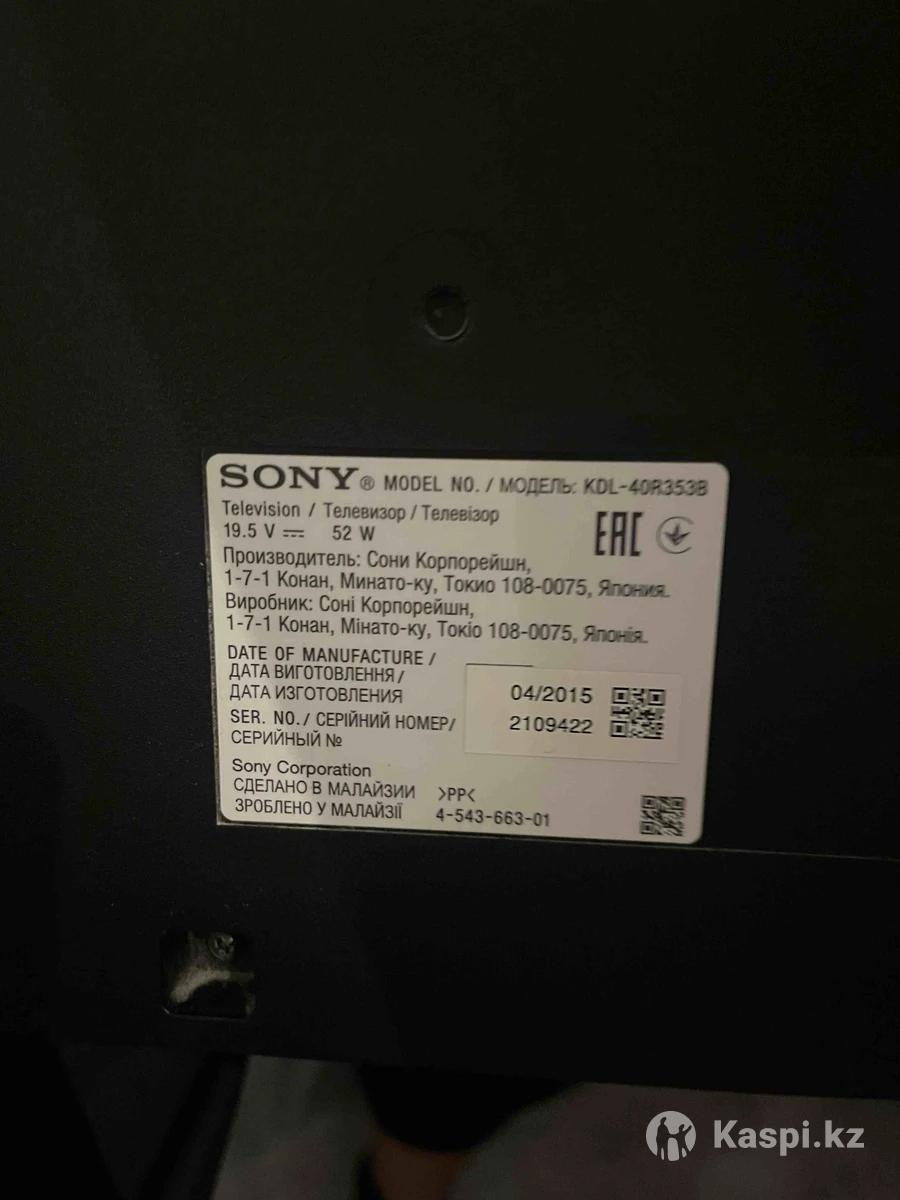 SONY® MODEL NO. / МОДЕЛЬ: KDL-40R353B
Television / Телевизор / Телевізор
19.5 V ⎓ 52 W
EAC
Производитель: Сони Корпорейшн,
1-7-1 Конан, Минато-ку, Токио 108-0075, Япония.
Виробник: Соні Корпорейшн,
1-7-1 Конан, Мінато-ку, Токіо 108-0075, Японія.
DATE OF MANUFACTURE /
ДАТА ВИГОТОВЛЕННЯ /
ДАТА ИЗГОТОВЛЕНИЯ
04/2015
SER. NO. / СЕРІЙНИЙ НОМЕР/
СЕРИЙНЫЙ №
2109422
Sony Corporation
СДЕЛАНО В МАЛАЙЗИИ >PP<
ЗРОБЛЕНО У МАЛАЙЗІЇ 4-543-663-01
Kaspi.kz